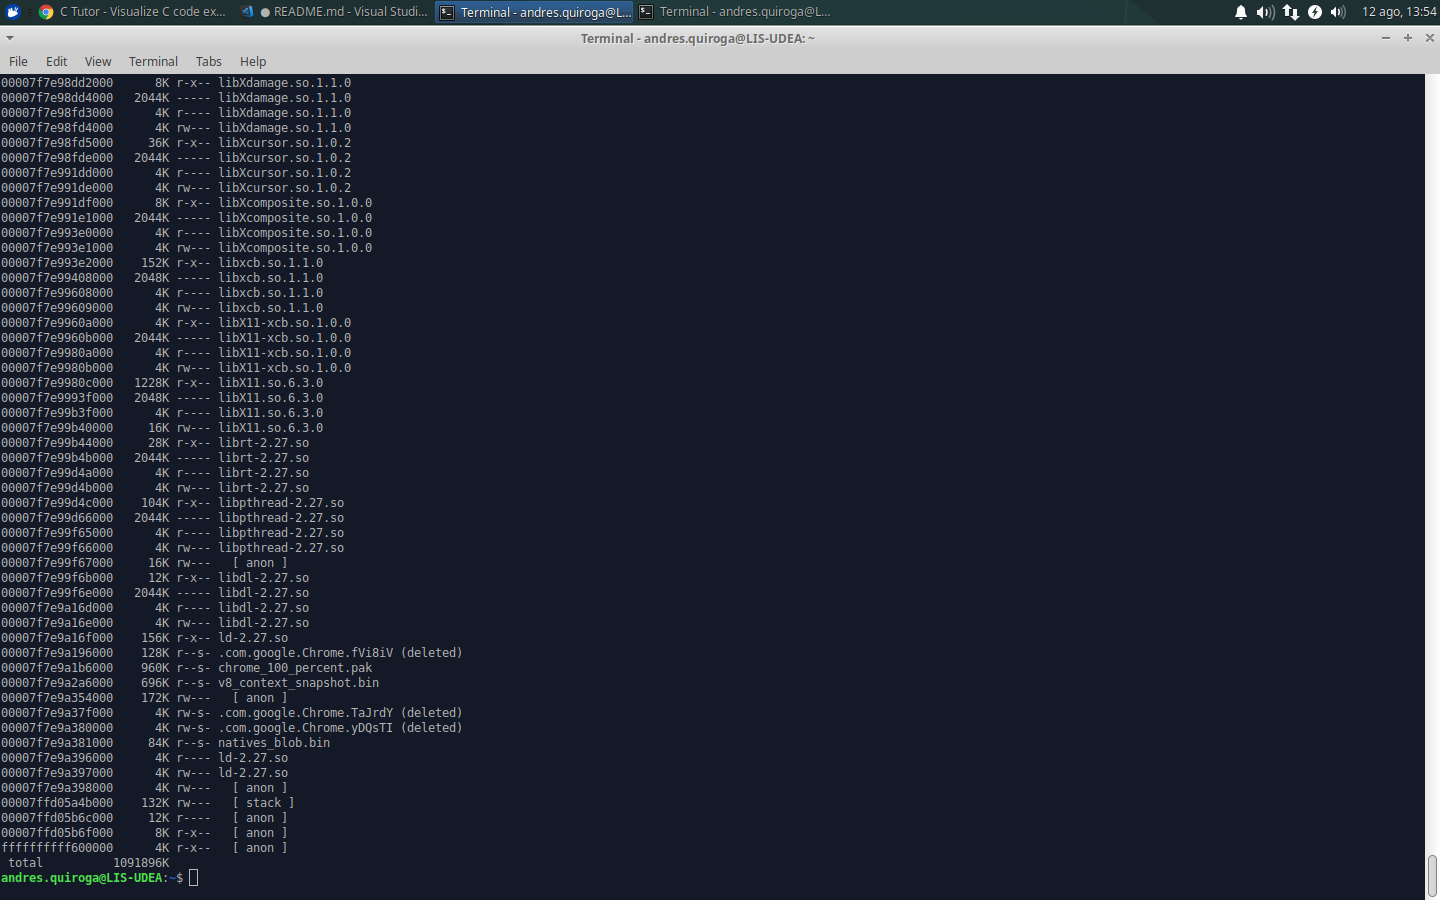 C Tutor - Visualize C code ex... ● README.md - Visual Studi... Terminal - andres.quiroga@L... Terminal - andres.quiroga@L... 12 ago, 13:54
Terminal - andres.quiroga@LIS-UDEA: ~
File Edit View Terminal Tabs Help
00007f7e98dd2000 8K r-x-- libXdamage.so.1.1.0
00007f7e98dd4000 2044K ----- libXdamage.so.1.1.0
00007f7e98fd3000 4K r---- libXdamage.so.1.1.0
00007f7e98fd4000 4K rw--- libXdamage.so.1.1.0
00007f7e98fd5000 36K r-x-- libXcursor.so.1.0.2
00007f7e98fde000 2044K ----- libXcursor.so.1.0.2
00007f7e991dd000 4K r---- libXcursor.so.1.0.2
00007f7e991de000 4K rw--- libXcursor.so.1.0.2
00007f7e991df000 8K r-x-- libXcomposite.so.1.0.0
00007f7e991e1000 2044K ----- libXcomposite.so.1.0.0
00007f7e993e0000 4K r---- libXcomposite.so.1.0.0
00007f7e993e1000 4K rw--- libXcomposite.so.1.0.0
00007f7e993e2000 152K r-x-- libxcb.so.1.1.0
00007f7e99408000 2048K ----- libxcb.so.1.1.0
00007f7e99608000 4K r---- libxcb.so.1.1.0
00007f7e99609000 4K rw--- libxcb.so.1.1.0
00007f7e9960a000 4K r-x-- libX11-xcb.so.1.0.0
00007f7e9960b000 2044K ----- libX11-xcb.so.1.0.0
00007f7e9980a000 4K r---- libX11-xcb.so.1.0.0
00007f7e9980b000 4K rw--- libX11-xcb.so.1.0.0
00007f7e9980c000 1228K r-x-- libX11.so.6.3.0
00007f7e9993f000 2048K ----- libX11.so.6.3.0
00007f7e99b3f000 4K r---- libX11.so.6.3.0
00007f7e99b40000 16K rw--- libX11.so.6.3.0
00007f7e99b44000 28K r-x-- librt-2.27.so
00007f7e99b4b000 2044K ----- librt-2.27.so
00007f7e99d4a000 4K r---- librt-2.27.so
00007f7e99d4b000 4K rw--- librt-2.27.so
00007f7e99d4c000 104K r-x-- libpthread-2.27.so
00007f7e99d66000 2044K ----- libpthread-2.27.so
00007f7e99f65000 4K r---- libpthread-2.27.so
00007f7e99f66000 4K rw--- libpthread-2.27.so
00007f7e99f67000 16K rw--- [ anon ]
00007f7e99f6b000 12K r-x-- libdl-2.27.so
00007f7e99f6e000 2044K ----- libdl-2.27.so
00007f7e9a16d000 4K r---- libdl-2.27.so
00007f7e9a16e000 4K rw--- libdl-2.27.so
00007f7e9a16f000 156K r-x-- ld-2.27.so
00007f7e9a196000 128K r--s- .com.google.Chrome.fVi8iV (deleted)
00007f7e9a1b6000 960K r--s- chrome_100_percent.pak
00007f7e9a2a6000 696K r--s- v8_context_snapshot.bin
00007f7e9a354000 172K rw--- [ anon ]
00007f7e9a37f000 4K rw-s- .com.google.Chrome.TaJrdY (deleted)
00007f7e9a380000 4K rw-s- .com.google.Chrome.yDQsTI (deleted)
00007f7e9a381000 84K r--s- natives_blob.bin
00007f7e9a396000 4K r---- ld-2.27.so
00007f7e9a397000 4K rw--- ld-2.27.so
00007f7e9a398000 4K rw--- [ anon ]
00007ffd05a4b000 132K rw--- [ stack ]
00007ffd05b6c000 12K r---- [ anon ]
00007ffd05b6f000 8K r-x-- [ anon ]
ffffffffff600000 4K r-x-- [ anon ]
total 1091896K
andres.quiroga@LIS-UDEA:~$